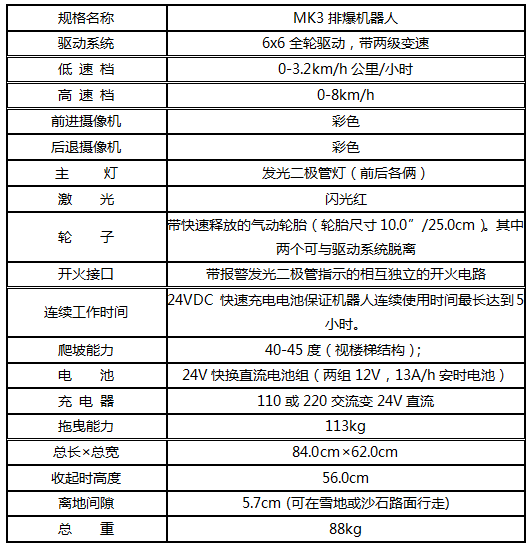 规格名称 MK3 排爆机器人
驱动系统 6x6 全轮驱动，带两级变速
低 速 档 0-3.2km/h 公里/小时
高 速 档 0-8km/h
前进摄像机 彩色
后退摄像机 彩色
主 灯 发光二极管灯（前后各俩）
激 光 闪光红
轮 子 带快速释放的气动轮胎（轮胎尺寸 10.0”/25.0cm）。其中
两个可与驱动系统脱离
开火接口 带报警发光二极管指示的相互独立的开火电路
连续工作时间 24VDC 快速充电电池保证机器人连续使用时间最长达到 5
小时。
爬坡能力 40-45 度（视楼梯结构）；
电 池 24V 快换直流电池组（两组 12V，13A/h 安时电池）
充 电 器 110 或 220 交流变 24V 直流
拖曳能力 113kg
总长×总宽 84.0cm×62.0cm
收起时高度 56.0cm
离地间隙 5.7cm (可在雪地或沙石路面行走)
总 重 88kg